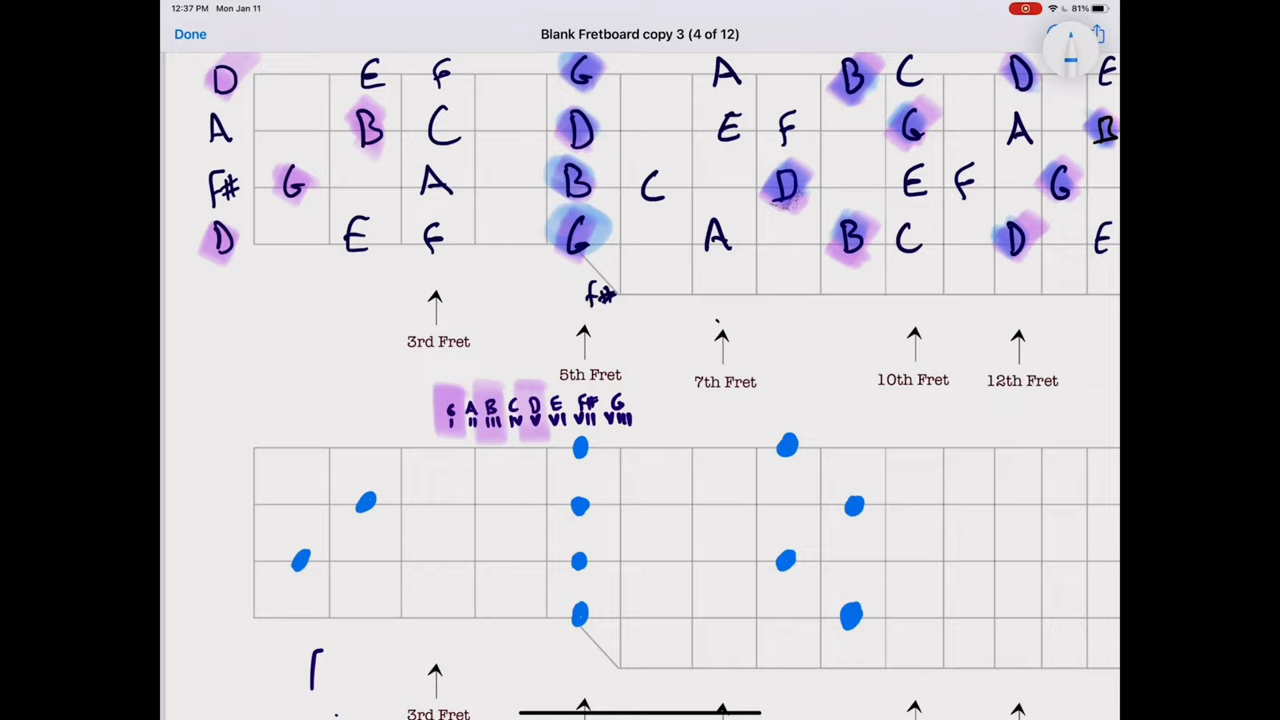 12:37 PM Mon Jan 11
81%
Done
Blank Fretboard copy 3 (4 of 12)
D E F G A B C D E
A B C D E F G A B
F# G A B C D E F G
D E F G A B C D E
F#
3rd Fret
5th Fret
7th Fret
10th Fret
12th Fret
G A B C D E F# G
I II III IV V VI VII VIII
3rd Fret